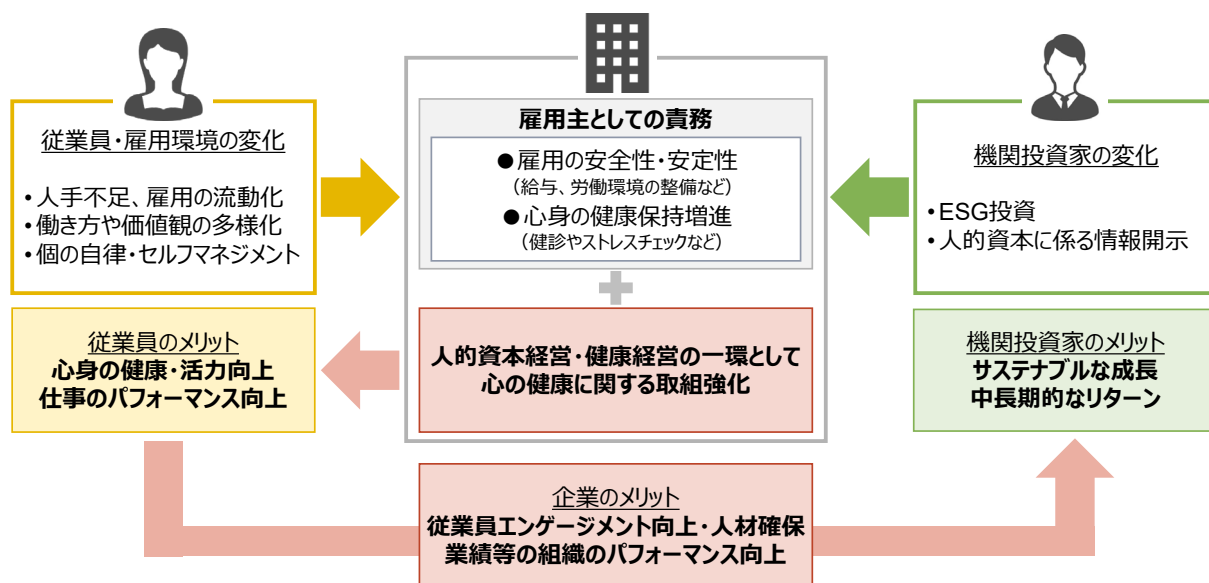 従業員・雇用環境の変化
•人手不足、雇用の流動化
•働き方や価値観の多様化
•個の自律・セルフマネジメント
従業員のメリット
心身の健康・活力向上
仕事のパフォーマンス向上
雇用主としての責務
●雇用の安全性・安定性
（給与、労働環境の整備など）
●心身の健康保持増進
（健診やストレスチェックなど）
人的資本経営・健康経営の一環として
心の健康に関する取組強化
機関投資家の変化
•ESG投資
•人的資本に係る情報開示
機関投資家のメリット
サステナブルな成長
中長期的なリターン
企業のメリット
従業員エンゲージメント向上・人材確保
業績等の組織のパフォーマンス向上